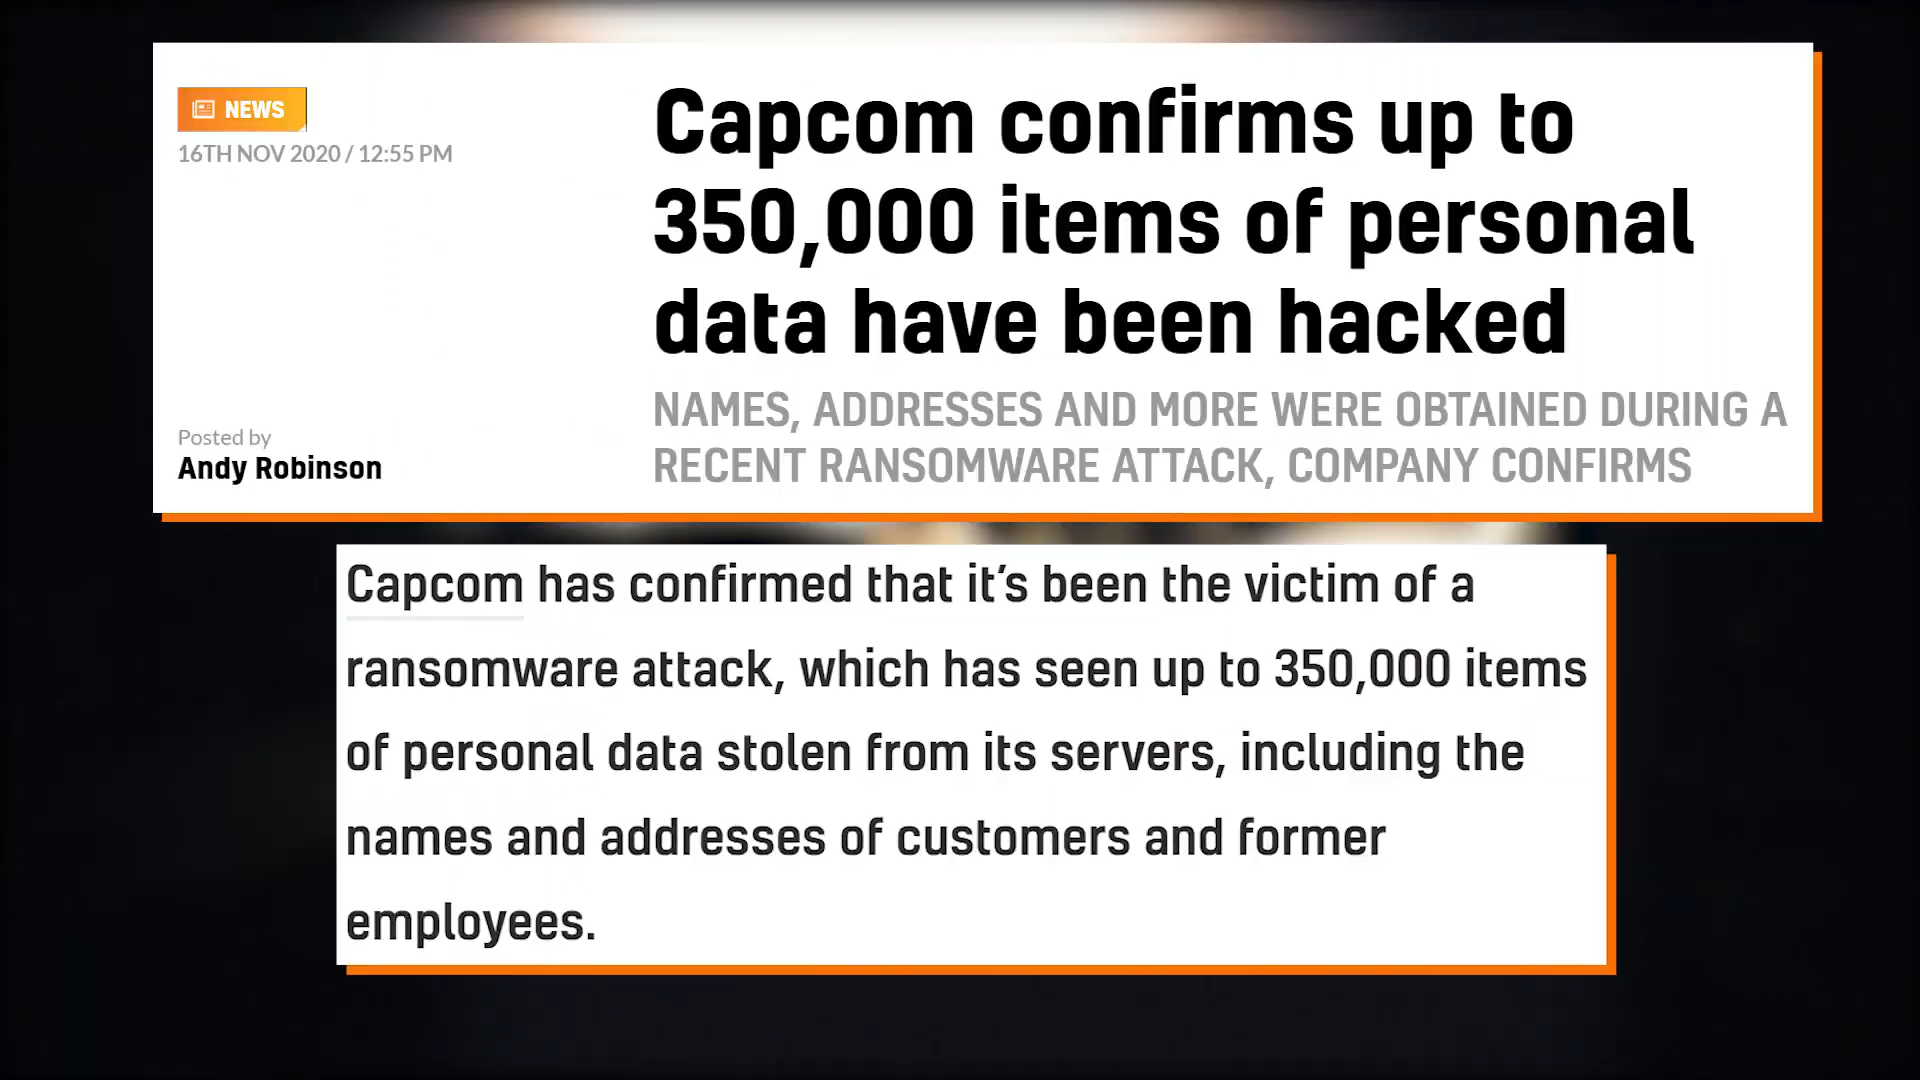 NEWS
16TH NOV 2020 / 12:55 PM
Capcom confirms up to
350,000 items of personal
data have been hacked
NAMES, ADDRESSES AND MORE WERE OBTAINED DURING A
RECENT RANSOMWARE ATTACK, COMPANY CONFIRMS
Posted by
Andy Robinson
Capcom has confirmed that it’s been the victim of a
ransomware attack, which has seen up to 350,000 items
of personal data stolen from its servers, including the
names and addresses of customers and former
employees.